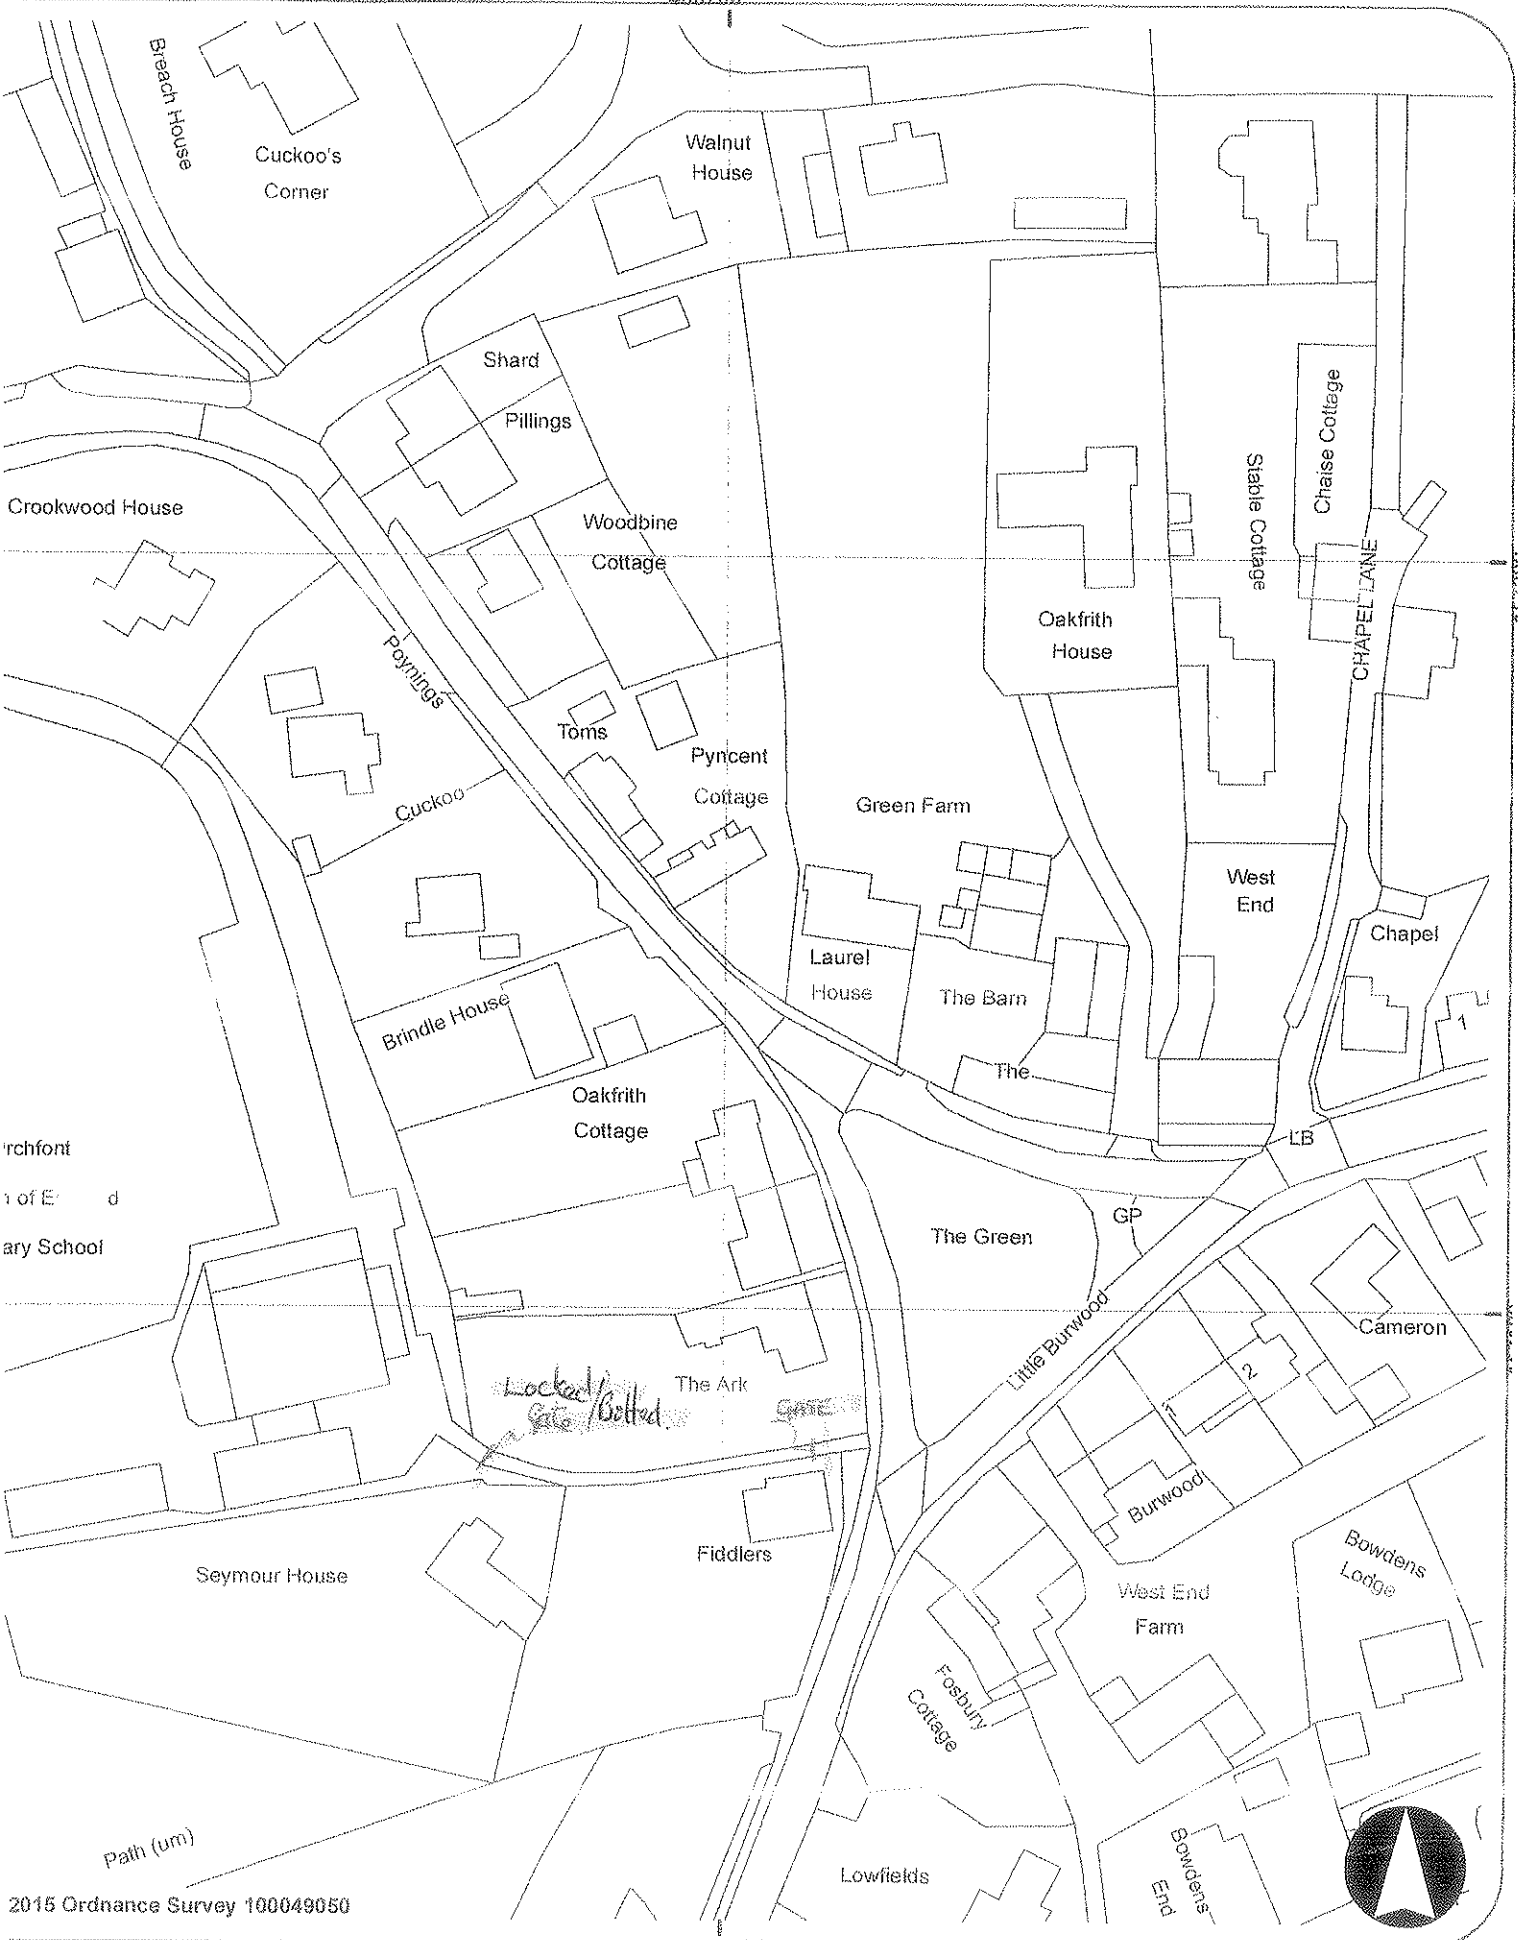 Breach House
Cuckoo's
Corner
Walnut
House
Shard
Pillings
Crookwood House
Woodbine
Cottage
Chaise Cottage
Stable Cottage
CHAPEL LANE
Oakfrith
House
Poynings
Toms
Pyncent
Cottage
Cuckoo
Green Farm
West
End
Chapel
Laurel
House
The Barn
Brindle House
1
The
Oakfrith
Cottage
LB
rchfont
of E d
ary School
GP
The Green
Little Burwood
Cameron
2
1
Locked/
Gate/Bolted.
The Ark
GATE
Burwood
Fiddlers
Seymour House
Bowdens
Lodge
West End
Farm
Fosbury
Cottage
Path (um)
Lowfields
Bowdens
End
2015 Ordnance Survey 100049050